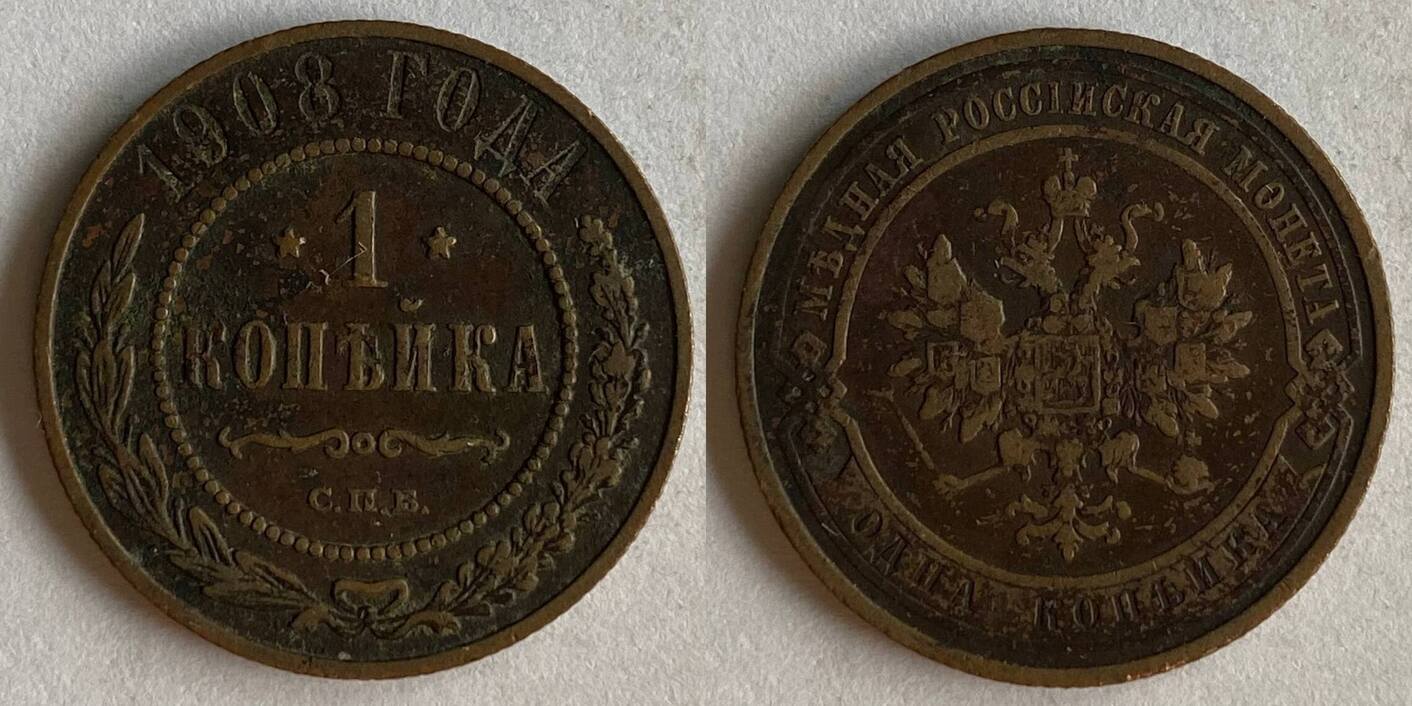 1908 ГОДА
1
КОПѢЙКА
С.П.Б.
МѢДНАЯ РОССІЙСКАЯ МОНЕТА
ОДНА КОПѢЙКА